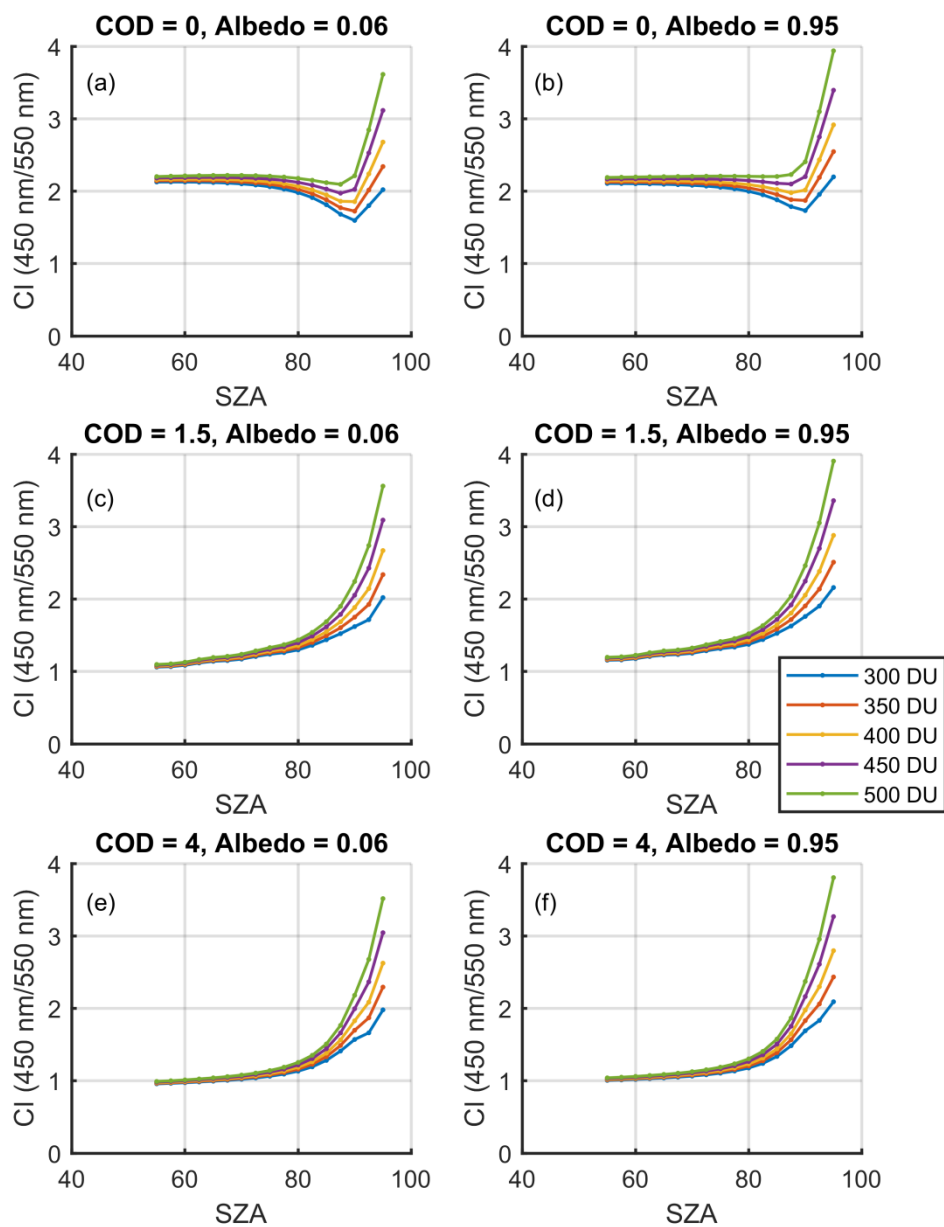 COD = 0, Albedo = 0.06
(a)
CI (450 nm/550 nm)
4
3
2
1
0
40
60
80
100
SZA
COD = 0, Albedo = 0.95
(b)
CI (450 nm/550 nm)
4
3
2
1
0
40
60
80
100
SZA
COD = 1.5, Albedo = 0.06
(c)
CI (450 nm/550 nm)
4
3
2
1
0
40
60
80
100
SZA
COD = 1.5, Albedo = 0.95
(d)
CI (450 nm/550 nm)
4
3
2
1
0
40
60
80
SZA
300 DU
350 DU
400 DU
450 DU
500 DU
COD = 4, Albedo = 0.06
(e)
CI (450 nm/550 nm)
4
3
2
1
0
40
60
80
100
SZA
COD = 4, Albedo = 0.95
(f)
CI (450 nm/550 nm)
4
3
2
1
0
40
60
80
100
SZA